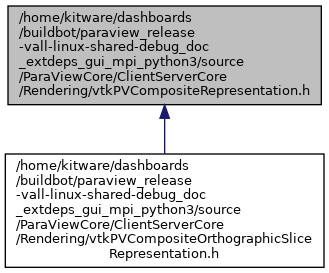 /home/kitware/dashboards
/buildbot/paraview_release
-vall-linux-shared-debug_doc
_extdeps_gui_mpi_python3/source
/ParaViewCore/ClientServerCore
/Rendering/vtkPVCompositeRepresentation.h
/home/kitware/dashboards
/buildbot/paraview_release
-vall-linux-shared-debug_doc
_extdeps_gui_mpi_python3/source
/ParaViewCore/ClientServerCore
/Rendering/vtkPVCompositeOrthographicSlice
Representation.h